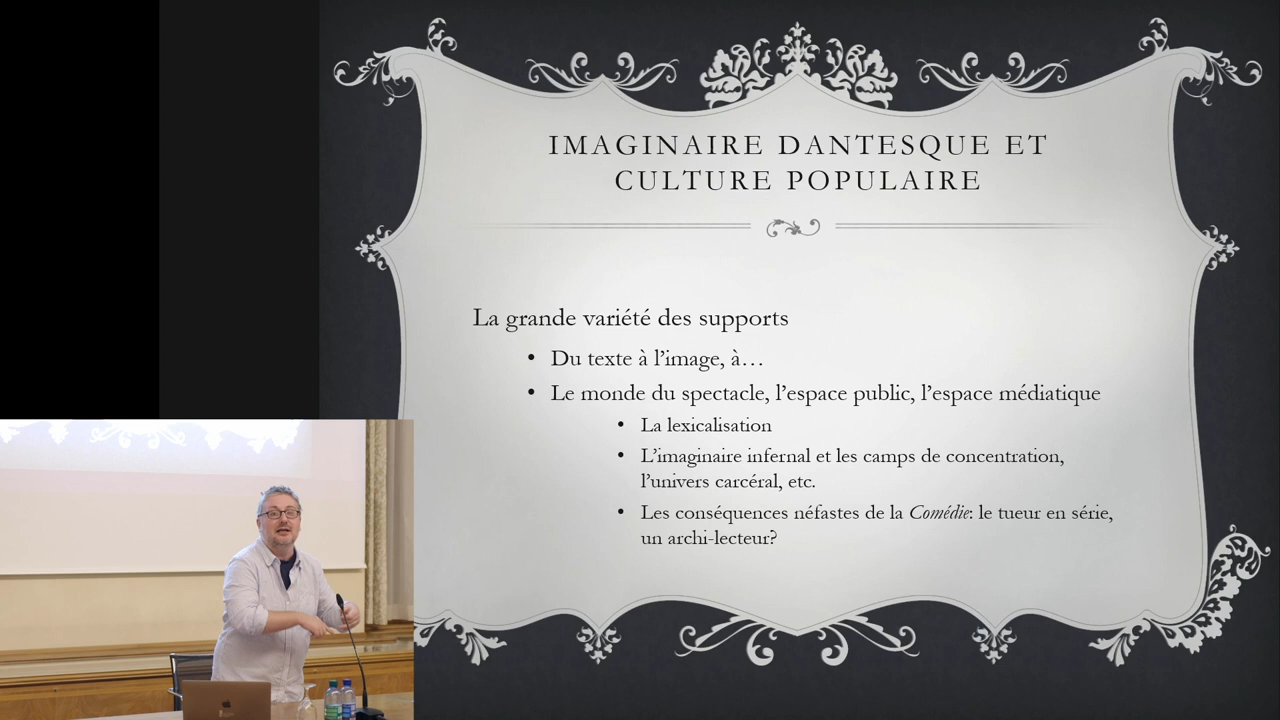 IMAGINAIRE DANTESQUE ET
CULTURE POPULAIRE
La grande variété des supports
• Du texte à l’image, à…
• Le monde du spectacle, l’espace public, l’espace médiatique
• La lexicalisation
• L’imaginaire infernal et les camps de concentration,
l’univers carcéral, etc.
• Les conséquences néfastes de la Comédie: le tueur en série,
un archi-lecteur?